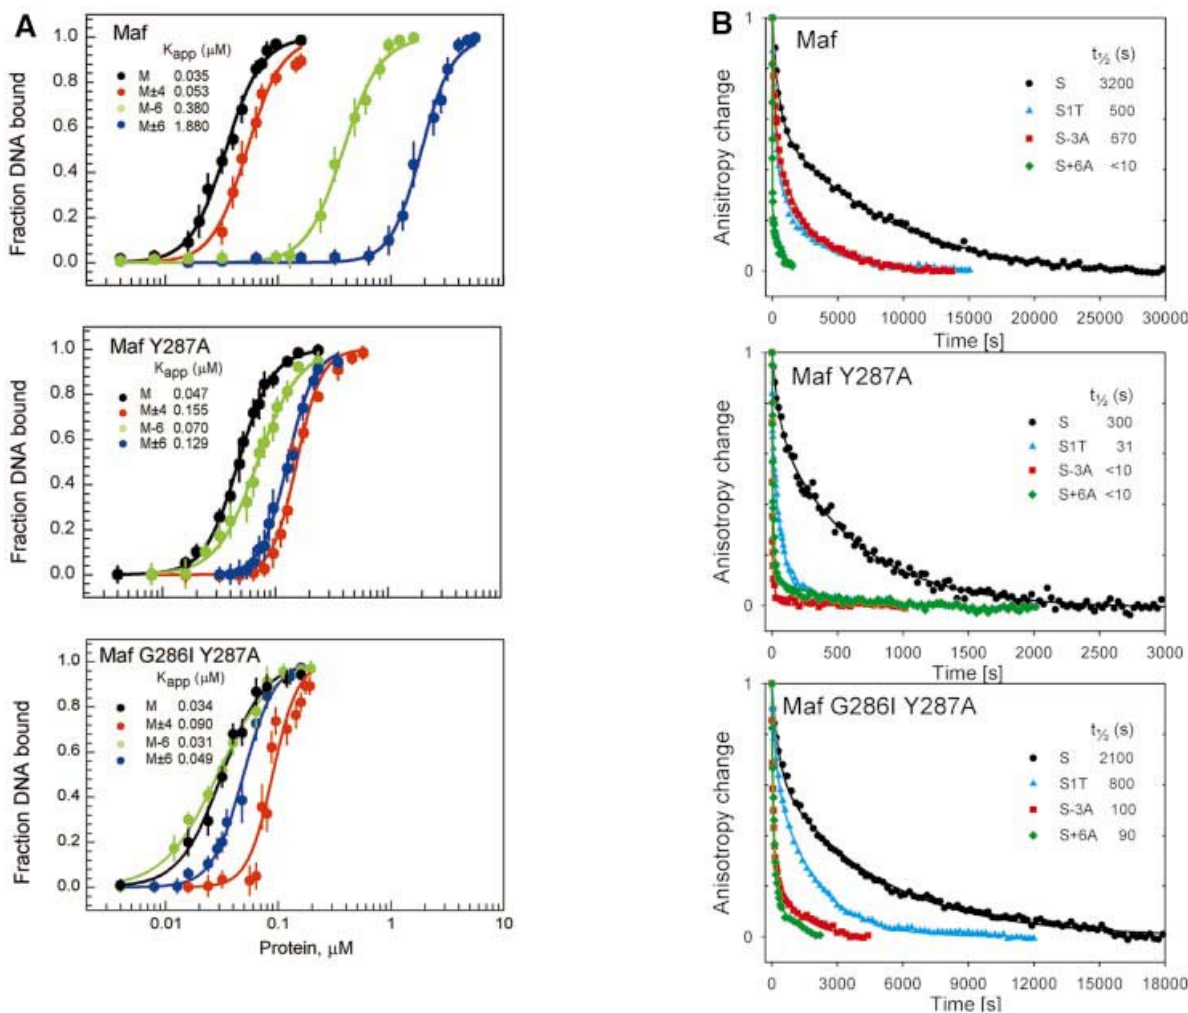 A
Maf
Kapp (µM)
M 0.035
M±4 0.053
M-6 0.380
M±6 1.880
Fraction DNA bound
1.0
0.8
0.6
0.4
0.2
0.0
Maf Y287A
Kapp (µM)
M 0.047
M±4 0.155
M-6 0.070
M±6 0.129
Fraction DNA bound
1.0
0.8
0.6
0.4
0.2
0.0
Maf G286I Y287A
Kapp (µM)
M 0.034
M±4 0.090
M-6 0.031
M±6 0.049
Fraction DNA bound
1.0
0.8
0.6
0.4
0.2
0.0
0.01 0.1 1 10
Protein, µM
B
Maf
t½ (s)
S 3200
S1T 500
S-3A 670
S+6A <10
Anisitropy change
1
1
0 5000 10000 15000 20000 25000 30000
Time [s]
Maf Y287A
t½ (s)
S 300
S1T 31
S-3A <10
S+6A <10
Anisotropy change
1
1
0 500 1000 1500 2000 2500 3000
Time [s]
Maf G286I Y287A
t½ (s)
S 2100
S1T 800
S-3A 100
S+6A 90
Anisotropy change
1
1
0 3000 6000 9000 12000 15000 18000
Time [s]